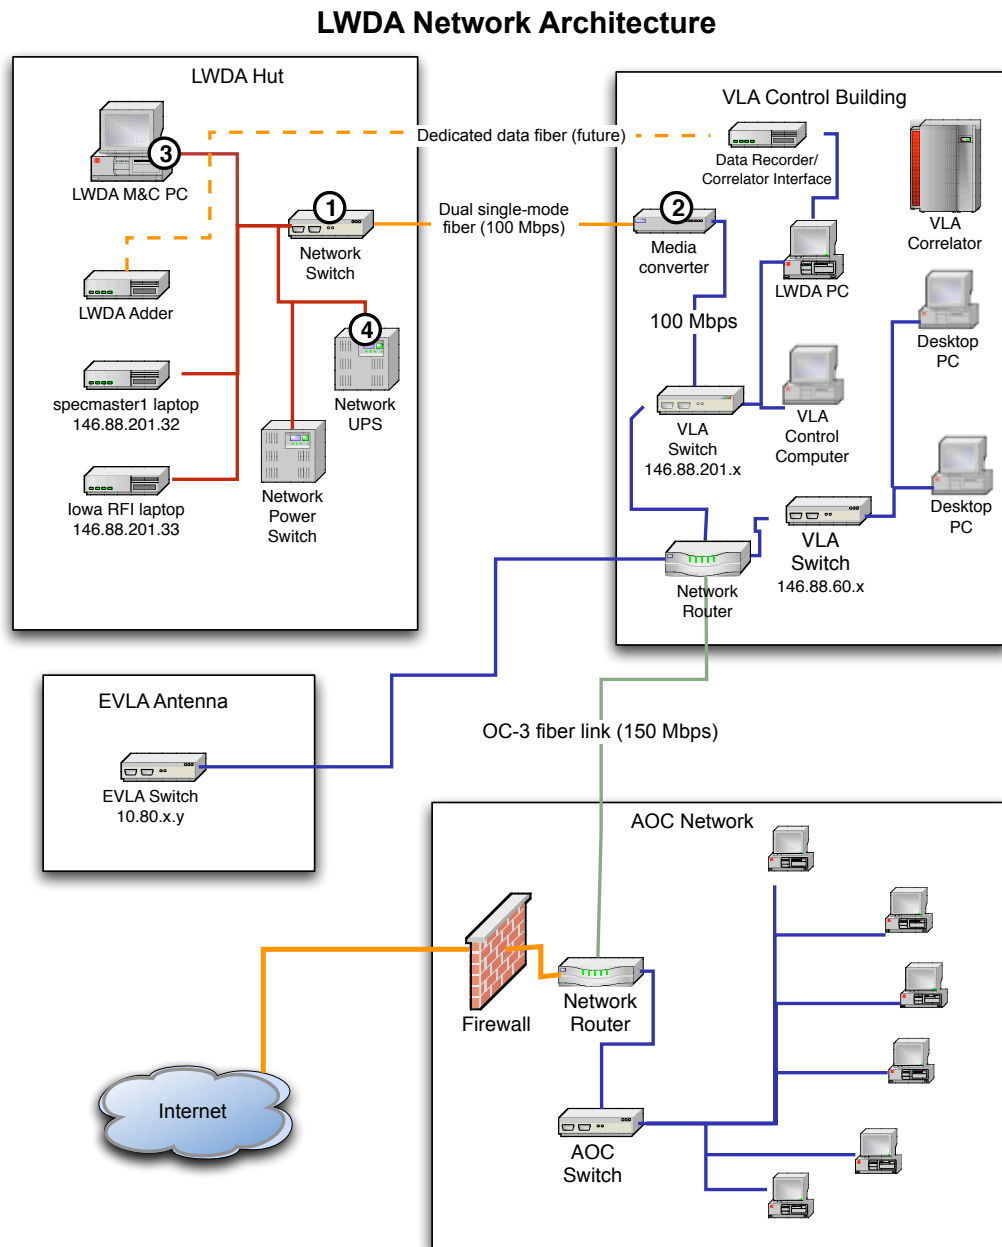 LWDA Network Architecture
LWDA Hut
3
LWDA M&C PC
1
Network
Switch
LWDA Adder
4
Network
UPS
specmaster1 laptop
146.88.201.32
Network
Power
Switch
Iowa RFI laptop
146.88.201.33
Dedicated data fiber (future)
Dual single-mode
fiber (100 Mbps)
VLA Control Building
Data Recorder/
Correlator Interface
VLA
Correlator
2
Media
converter
LWDA PC
100 Mbps
Desktop
PC
VLA
Switch
146.88.201.x
VLA
Control
Computer
Desktop
PC
VLA
Switch
146.88.60.x
Network
Router
EVLA Antenna
EVLA Switch
10.80.x.y
OC-3 fiber link (150 Mbps)
AOC Network
Firewall
Network
Router
Internet
AOC
Switch